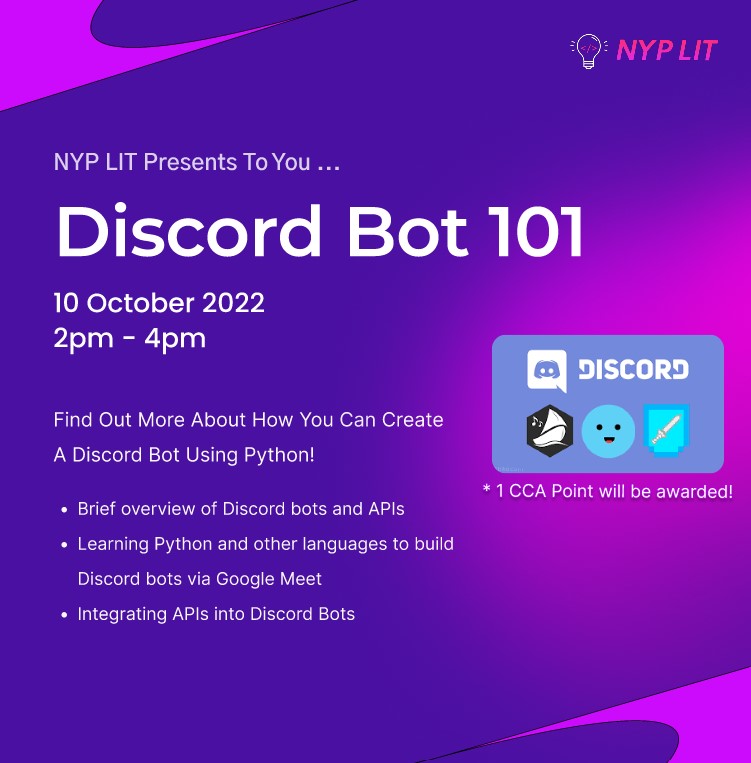 </> NYP LIT
NYP LIT Presents To You ...
Discord Bot 101
10 October 2022
2pm - 4pm
DISCORD
Find Out More About How You Can Create
A Discord Bot Using Python!
* 1 CCA Point will be awarded!
• Brief overview of Discord bots and APIs
• Learning Python and other languages to build
Discord bots via Google Meet
• Integrating APIs into Discord Bots